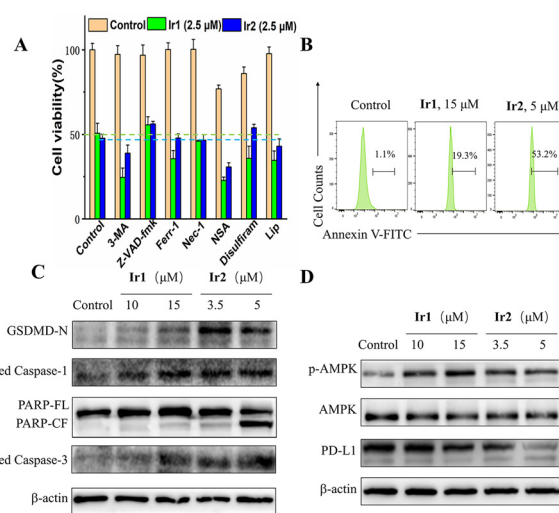 A
Control
Ir1 (2.5 μM)
Ir2 (2.5 μM)
Cell viability(%)
100
50
0
Control
3-MA
Z-VAD-fmk
Ferr-1
Nec-1
NSA
Disulfiram
Lip
B
Control
Ir1, 15 μM
Ir2, 5 μM
Cell Counts
1.1%
19.3%
53.2%
Annexin V-FITC
C
Ir1 (μM) Ir2 (μM)
Control 10 15 3.5 5
GSDMD-N
ed Caspase-1
PARP-FL
PARP-CF
ed Caspase-3
β-actin
D
Ir1 (μM) Ir2 (μM)
Control 10 15 3.5 5
p-AMPK
AMPK
PD-L1
β-actin